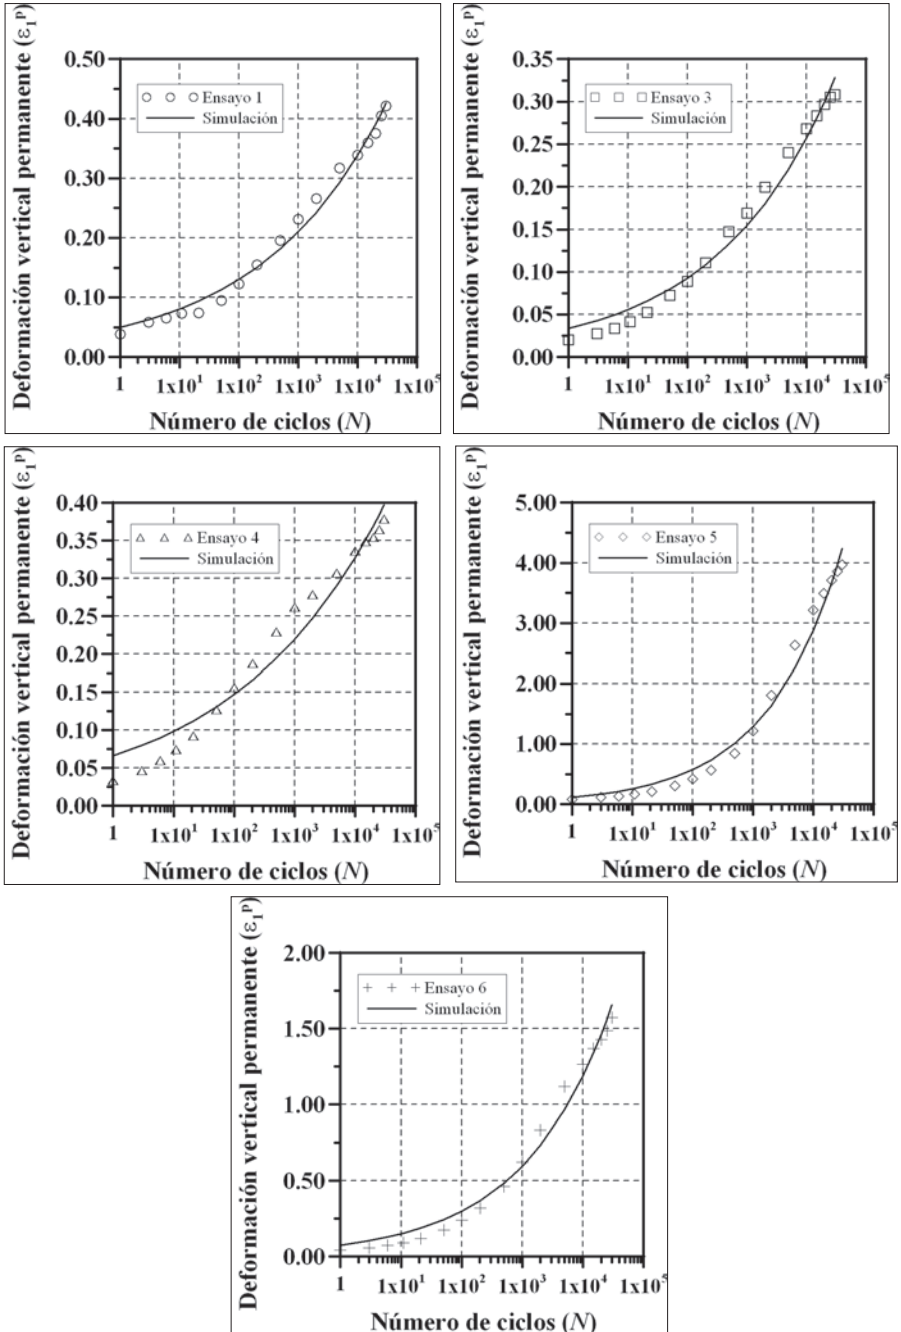 Deformación vertical permanente (ε₁ᵖ)
0.50
0.40
0.30
0.20
0.10
0.00
Ensayo 1
Simulación
1 1x10¹ 1x10² 1x10³ 1x10⁴ 1x10⁵
Número de ciclos (N)
Deformación vertical permanente (ε₁ᵖ)
0.35
0.30
0.25
0.20
0.15
0.10
0.05
0.00
Ensayo 3
Simulación
1 1x10¹ 1x10² 1x10³ 1x10⁴ 1x10⁵
Número de ciclos (N)
Deformación vertical permanente (ε₁ᵖ)
0.40
0.35
0.30
0.25
0.20
0.15
0.10
0.05
0.00
Ensayo 4
Simulación
1 1x10¹ 1x10² 1x10³ 1x10⁴ 1x10⁵
Número de ciclos (N)
Deformación vertical permanente (ε₁ᵖ)
5.00
4.00
3.00
2.00
1.00
0.00
Ensayo 5
Simulación
1 1x10¹ 1x10² 1x10³ 1x10⁴ 1x10⁵
Número de ciclos (N)
Deformación vertical permanente (ε₁ᵖ)
2.00
1.50
1.00
0.50
0.00
Ensayo 6
Simulación
1 1x10¹ 1x10² 1x10³ 1x10⁴ 1x10⁵
Número de ciclos (N)